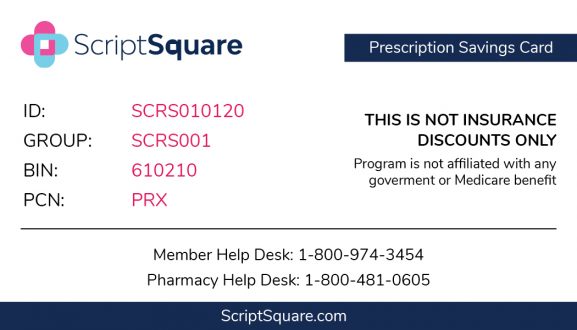 ScriptSquare
Prescription Savings Card
ID: SCRS010120
GROUP: SCRS001
BIN: 610210
PCN: PRX
THIS IS NOT INSURANCE
DISCOUNTS ONLY
Program is not affiliated with any
goverment or Medicare benefit
Member Help Desk: 1-800-974-3454
Pharmacy Help Desk: 1-800-481-0605
ScriptSquare.com